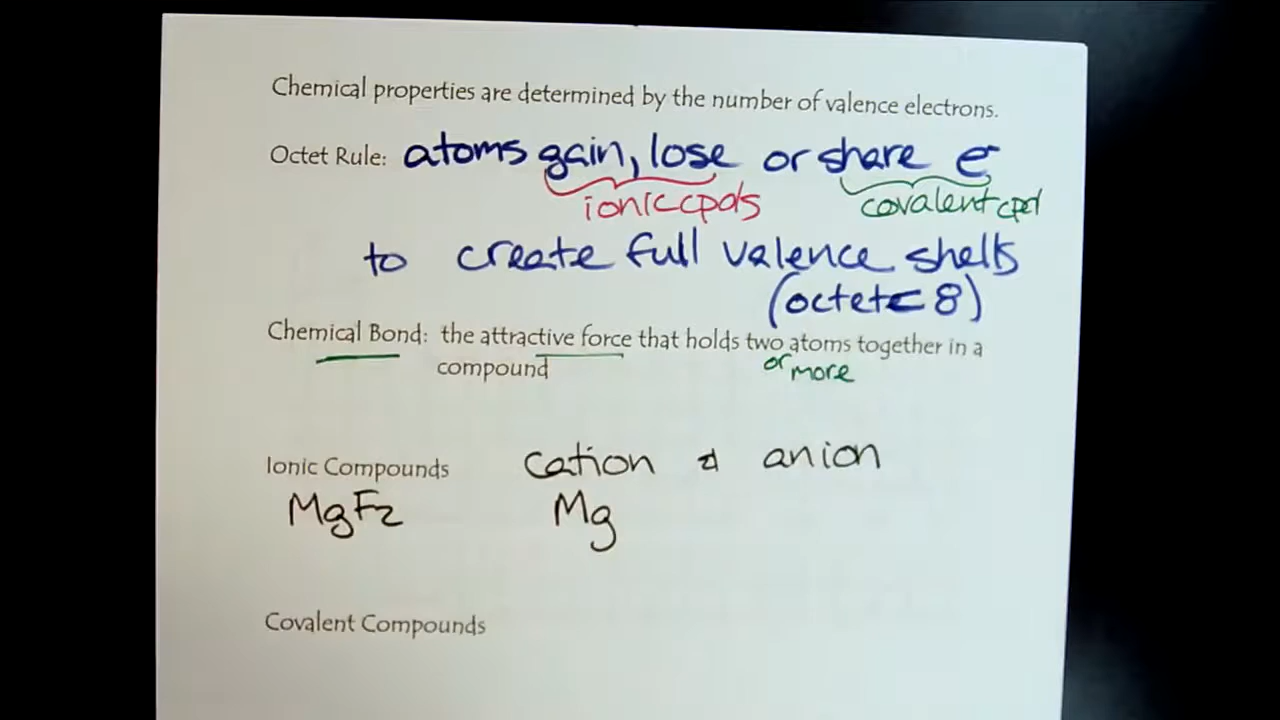 Chemical properties are determined by the number of valence electrons.
Octet Rule: atoms gain, lose or share e⁻
ionic cpds covalent cpd
to create full valence shells
(octet = 8)
Chemical Bond: the attractive force that holds two atoms together in a
or more
compound
Ionic Compounds cation & anion
MgF₂ Mg
Covalent Compounds